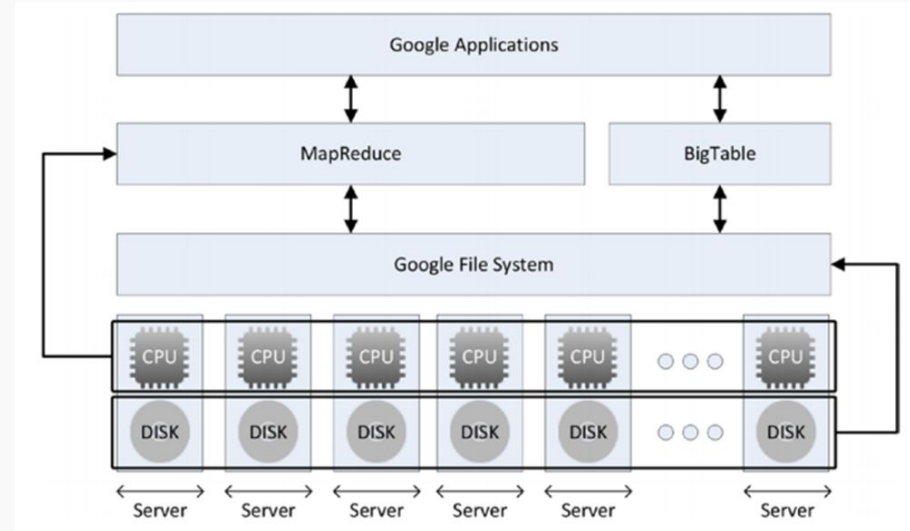 Google Applications
MapReduce
BigTable
Google File System
CPU CPU CPU CPU CPU CPU
DISK DISK DISK DISK DISK DISK
Server Server Server Server Server Server